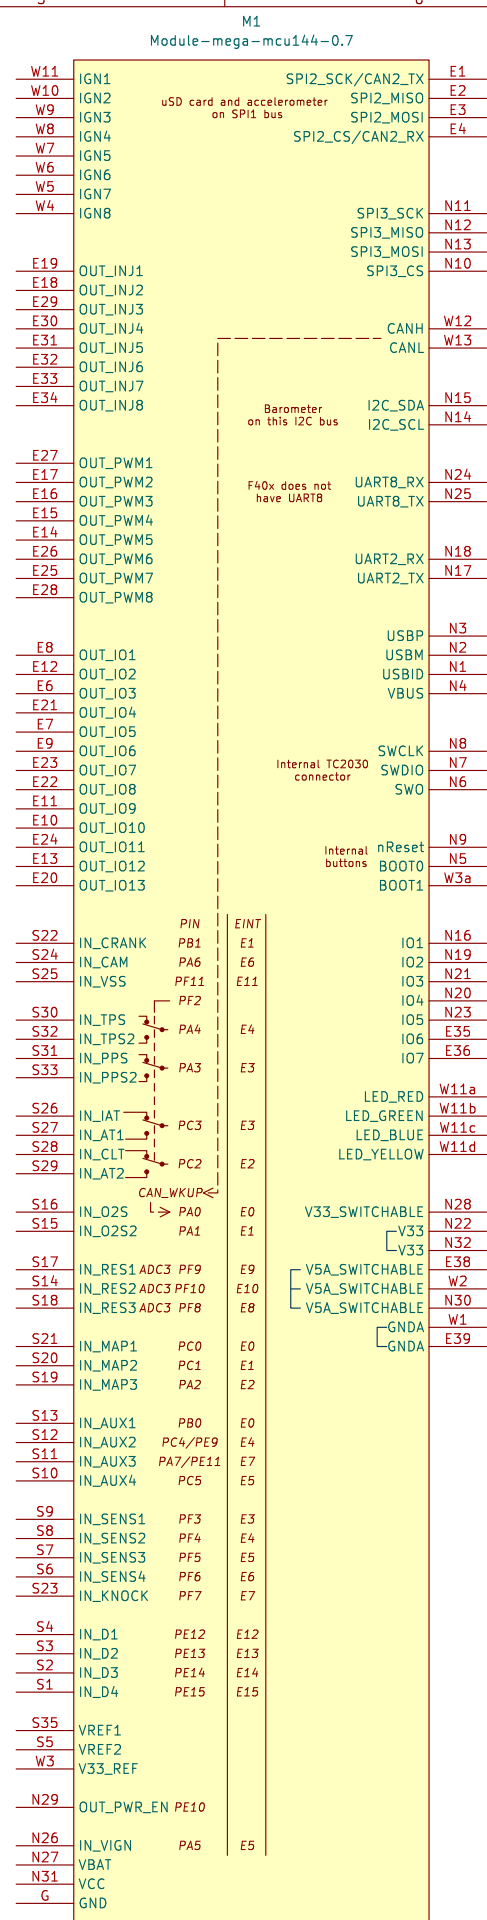 M1
Module-mega-mcu144-0.7
W11 IGN1 SPI2_SCK/CAN2_TX E1
W10 IGN2 SPI2_MISO E2
uSD card and accelerometer
on SPI1 bus
W9 IGN3 SPI2_MOSI E3
W8 IGN4 SPI2_CS/CAN2_RX E4
W7 IGN5
W6 IGN6
W5 IGN7
W4 IGN8 SPI3_SCK N11
SPI3_MISO N12
SPI3_MOSI N13
E19 OUT_INJ1 SPI3_CS N10
E18 OUT_INJ2
E29 OUT_INJ3
E30 OUT_INJ4 CANH W12
E31 OUT_INJ5 CANL W13
E32 OUT_INJ6
E33 OUT_INJ7
E34 OUT_INJ8 I2C_SDA N15
Barometer
on this I2C bus
I2C_SCL N14
E27 OUT_PWM1
E17 OUT_PWM2 UART8_RX N24
F40x does not
have UART8
E16 OUT_PWM3 UART8_TX N25
E15 OUT_PWM4
E14 OUT_PWM5
E26 OUT_PWM6 UART2_RX N18
E25 OUT_PWM7 UART2_TX N17
E28 OUT_PWM8
USBP N3
E8 OUT_IO1 USBM N2
E12 OUT_IO2 USBID N1
E6 OUT_IO3 VBUS N4
E21 OUT_IO4
E7 OUT_IO5
E9 OUT_IO6 SWCLK N8
Internal TC2030
connector
E23 OUT_IO7 SWDIO N7
E22 OUT_IO8 SWO N6
E11 OUT_IO9
E10 OUT_IO10
E24 OUT_IO11 nReset N9
Internal
buttons
E13 OUT_IO12 BOOT0 N5
E20 OUT_IO13 BOOT1 W3a
PIN EINT
S22 IN_CRANK PB1 E1 IO1 N16
S24 IN_CAM PA6 E6 IO2 N19
S25 IN_VSS PF11 E11 IO3 N21
PF2 IO4 N20
S30 IN_TPS IO5 N23
PA4 E4
S32 IN_TPS2 IO6 E35
S31 IN_PPS IO7 E36
PA3 E3
S33 IN_PPS2
LED_RED W11a
S26 IN_IAT LED_GREEN W11b
PC3 E3
S27 IN_AT1 LED_BLUE W11c
S28 IN_CLT LED_YELLOW W11d
PC2 E2
S29 IN_AT2
CAN_WKUP
S16 IN_O2S PA0 E0 V33_SWITCHABLE N28
S15 IN_O2S2 PA1 E1 V33 N22
V33 N32
S17 IN_RES1 ADC3 PF9 E9 V5A_SWITCHABLE E38
S14 IN_RES2 ADC3 PF10 E10 V5A_SWITCHABLE W2
S18 IN_RES3 ADC3 PF8 E8 V5A_SWITCHABLE N30
GNDA W1
S21 IN_MAP1 PC0 E0 GNDA E39
S20 IN_MAP2 PC1 E1
S19 IN_MAP3 PA2 E2
S13 IN_AUX1 PB0 E0
S12 IN_AUX2 PC4/PE9 E4
S11 IN_AUX3 PA7/PE11 E7
S10 IN_AUX4 PC5 E5
S9 IN_SENS1 PF3 E3
S8 IN_SENS2 PF4 E4
S7 IN_SENS3 PF5 E5
S6 IN_SENS4 PF6 E6
S23 IN_KNOCK PF7 E7
S4 IN_D1 PE12 E12
S3 IN_D2 PE13 E13
S2 IN_D3 PE14 E14
S1 IN_D4 PE15 E15
S35 VREF1
S5 VREF2
W3 V33_REF
N29 OUT_PWR_EN PE10
N26 IN_VIGN PA5 E5
N27 VBAT
N31 VCC
G GND